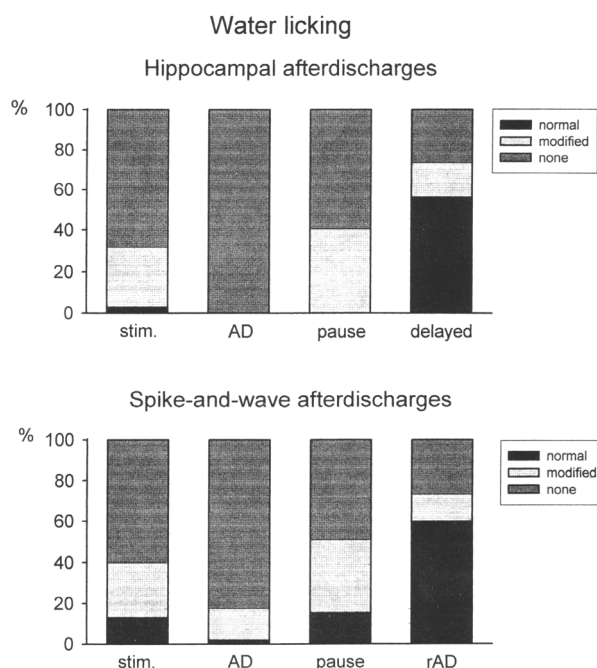 Water licking
Hippocampal afterdischarges
%
100
80
60
40
20
0
stim. AD pause delayed
normal
modified
none
Spike-and-wave afterdischarges
%
100
80
60
40
20
0
stim. AD pause rAD
normal
modified
none